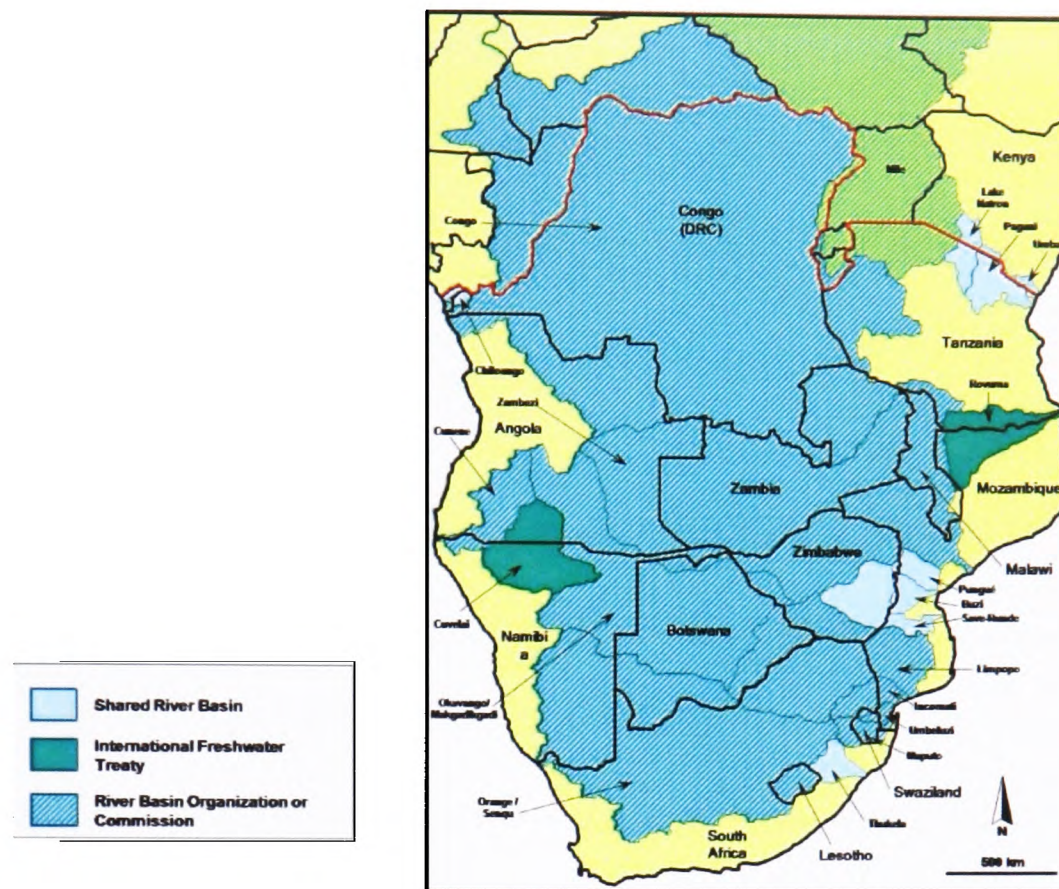 Kenya
Nile
Lake
Natron
Congo
Congo
(DRC)
Pagani
Tanzania
Chiloango
Rovuma
Zambezi
Angola
Cunene
Zambia
Mozambique
Zimbabwe
Malawi
Pungué
Buzi
Save-Runde
Cuvelai
Namibi
a
Botswana
Limpopo
Okavango/
Incomati
Umbeluzi
Maputo
Swaziland
Orange /
Senqu
Thukela
South
Africa
Lesotho
N
500 km
Shared River Basin
International Freshwater
Treaty
River Basin Organization or
Commission